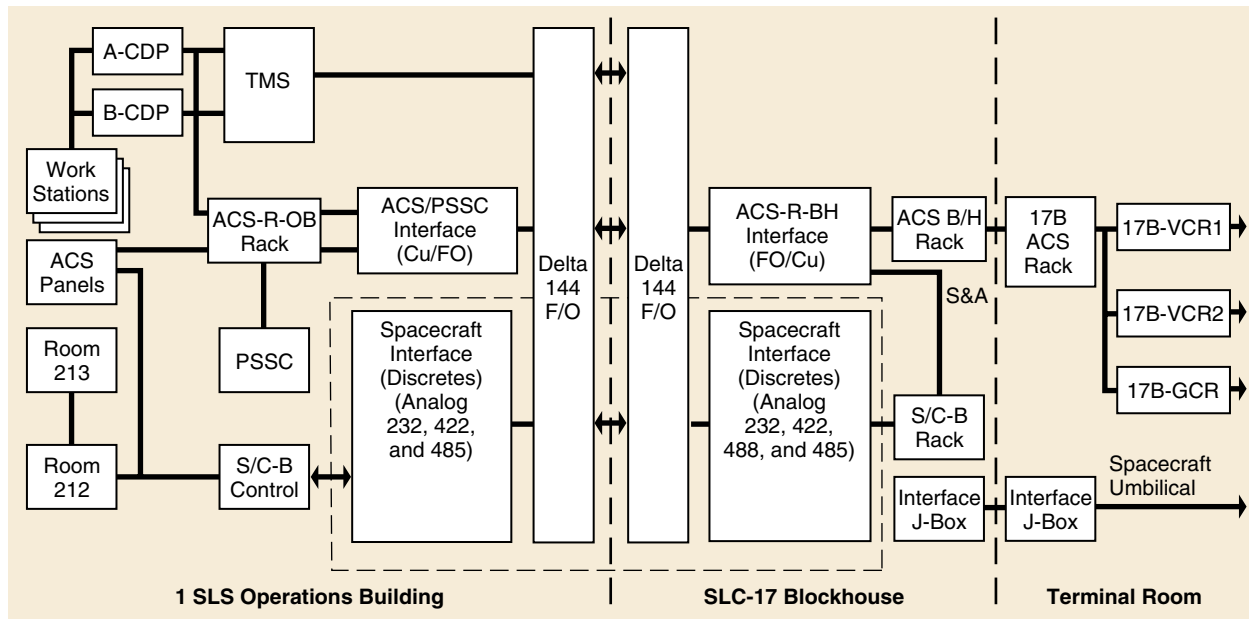 A-CDP
B-CDP
TMS
Work
Stations
ACS-R-OB
Rack
ACS/PSSC
Interface
(Cu/FO)
ACS
Panels
PSSC
Room
213
Room
212
S/C-B
Control
Spacecraft
Interface
(Discretes)
(Analog
232, 422,
and 485)
Delta
144
F/O
Delta
144
F/O
ACS-R-BH
Interface
(FO/Cu)
ACS B/H
Rack
S&A
Spacecraft
Interface
(Discretes)
(Analog
232, 422,
488, and 485)
S/C-B
Rack
Interface
J-Box
17B
ACS
Rack
17B-VCR1
17B-VCR2
17B-GCR
Interface
J-Box
Spacecraft
Umbilical
1 SLS Operations Building
SLC-17 Blockhouse
Terminal Room